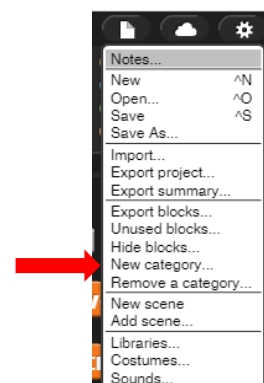 Notes...
New ^N
Open... ^O
Save ^S
Save As...
Import...
Export project...
Export summary...
Export blocks...
Unused blocks...
Hide blocks...
New category...
Remove a category...
New scene
Add scene...
Libraries...
Costumes...
Sounds...